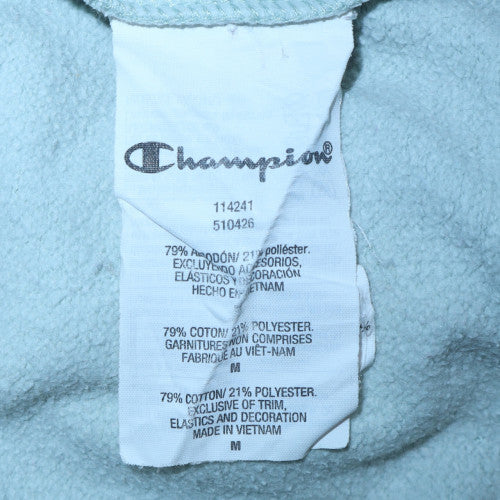 Champion®
114241
510426
79% ALGODÓN/ 21% poliéster.
EXCLUYENDO ACCESORIOS,
ELÁSTICOS Y DECORACIÓN
HECHO EN VIETNAM
M
79% COTON/ 21% POLYESTER.
GARNITURES NON COMPRISES
FABRIQUÉ AU VIÊT-NAM
M
79% COTTON/ 21% POLYESTER.
EXCLUSIVE OF TRIM,
ELASTICS AND DECORATION
MADE IN VIETNAM
M